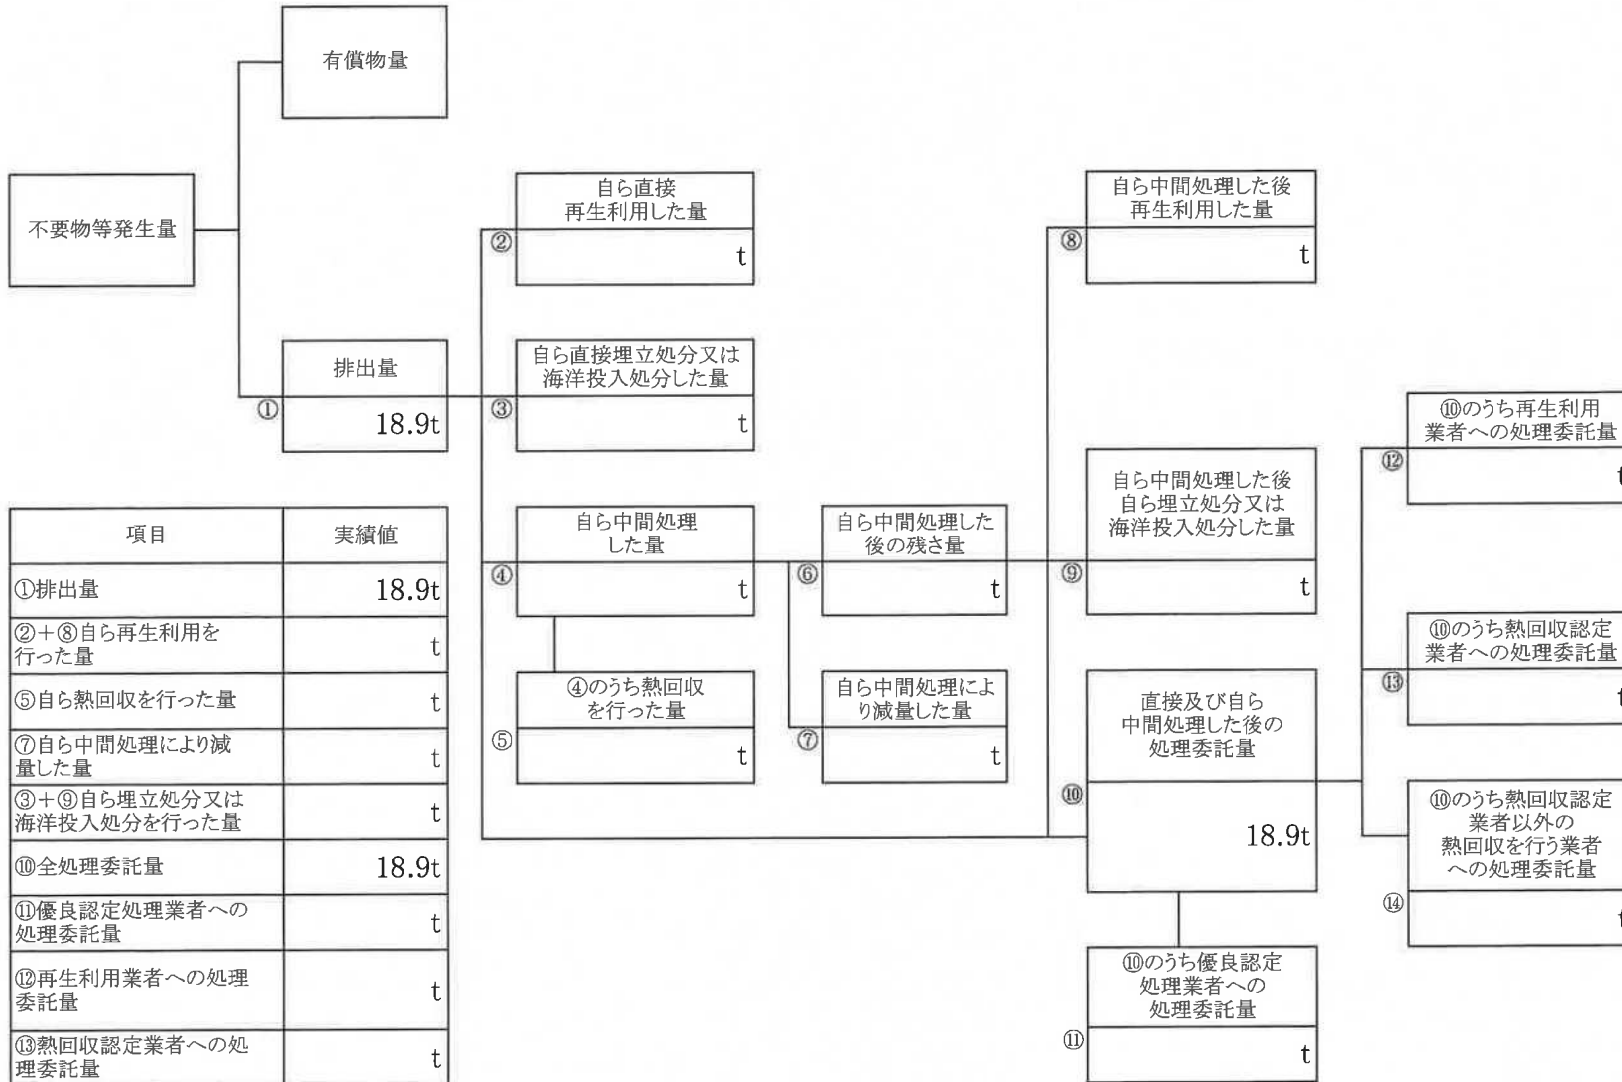 有償物量
不要物等発生量
排出量
①
18.9t
自ら直接
再生利用した量
②
t
自ら直接埋立処分又は
海洋投入処分した量
③
t
自ら中間処理
した量
④
t
④のうち熱回収
を行った量
⑤
t
自ら中間処理した
後の残さ量
⑥
t
自ら中間処理によ
り減量した量
⑦
t
自ら中間処理した後
再生利用した量
⑧
t
自ら中間処理した後
自ら埋立処分又は
海洋投入処分した量
⑨
t
直接及び自ら
中間処理した後の
処理委託量
⑩
18.9t
⑩のうち優良認定
処理業者への
処理委託量
⑪
t
⑩のうち再生利用
業者への処理委託量
⑫
t
⑩のうち熱回収認定
業者への処理委託量
⑬
t
⑩のうち熱回収認定
業者以外の
熱回収を行う業者
への処理委託量
⑭
t
項目 実績値
①排出量 18.9t
②+⑧自ら再生利用を
行った量 t
⑤自ら熱回収を行った量 t
⑦自ら中間処理により減
量した量 t
③+⑨自ら埋立処分又は
海洋投入処分を行った量 t
⑩全処理委託量 18.9t
⑪優良認定処理業者への
処理委託量 t
⑫再生利用業者への処理
委託量 t
⑬熱回収認定業者への処
理委託量 t